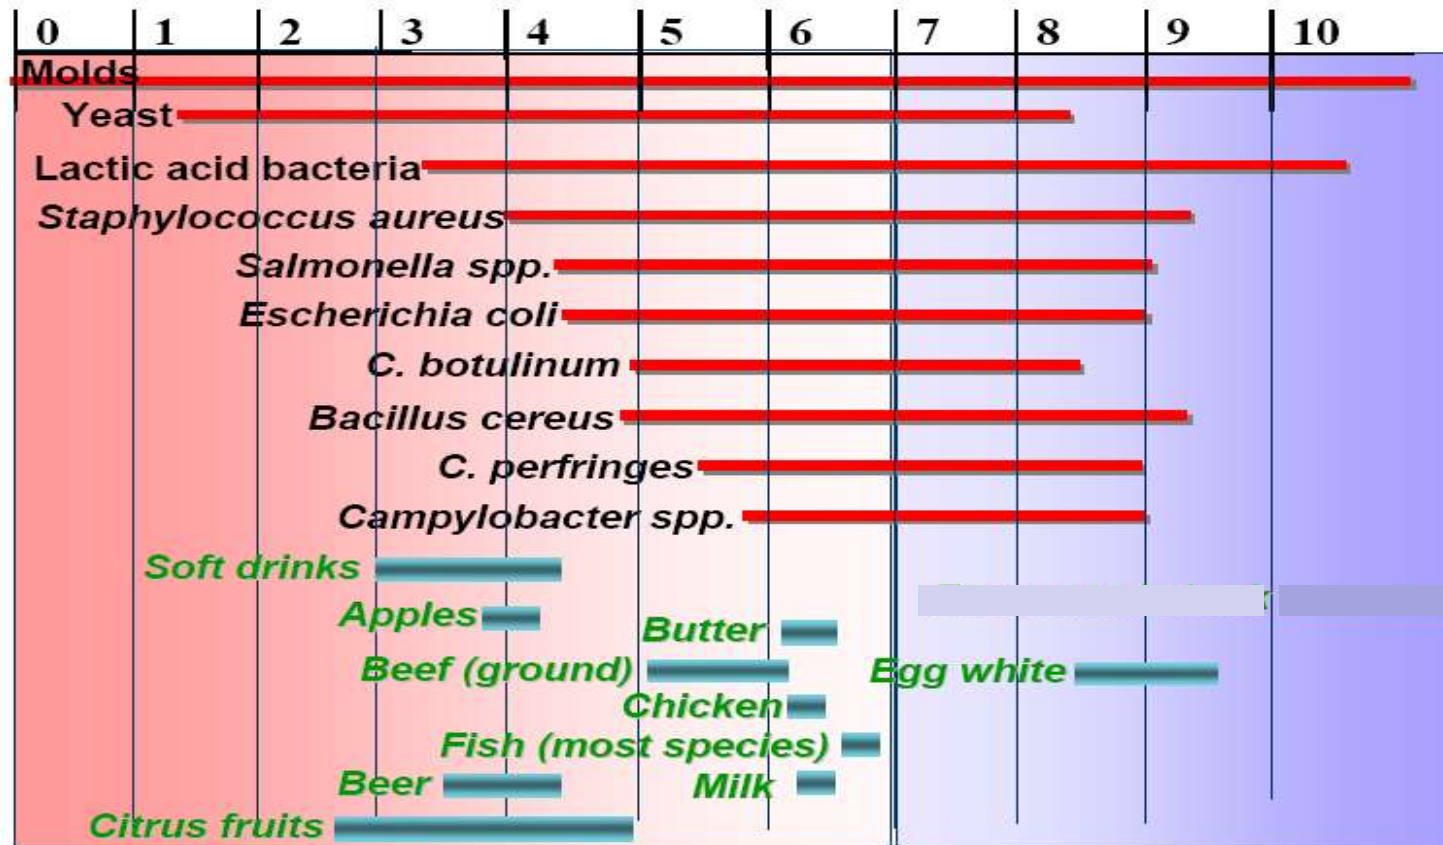 0 1 2 3 4 5 6 7 8 9 10
Molds
Yeast
Lactic acid bacteria
Staphylococcus aureus
Salmonella spp.
Escherichia coli
C. botulinum
Bacillus cereus
C. perfringes
Campylobacter spp.
Soft drinks
Apples
Butter
Beef (ground)
Egg white
Chicken
Fish (most species)
Beer
Milk
Citrus fruits